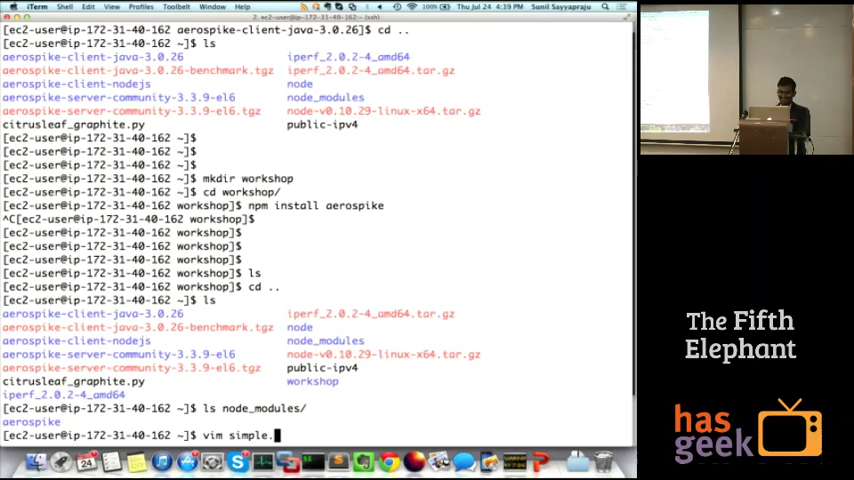 iTerm Shell Edit View Profiles Toolbelt Window Help
100%
Thu Jul 24 4:39 PM Sunil Sayyapraju
2. ec2-user@ip-172-31-40-162:~ (ssh)
[ec2-user@ip-172-31-40-162 aerospike-client-java-3.0.26]$ cd ..
[ec2-user@ip-172-31-40-162 ~]$ ls
aerospike-client-java-3.0.26 iperf_2.0.2-4_amd64
aerospike-client-java-3.0.26-benchmark.tgz iperf_2.0.2-4_amd64.tar.gz
aerospike-client-nodejs node
aerospike-server-community-3.3.9-el6 node_modules
aerospike-server-community-3.3.9-el6.tgz node-v0.10.29-linux-x64.tar.gz
citrusleaf_graphite.py public-ipv4
[ec2-user@ip-172-31-40-162 ~]$
[ec2-user@ip-172-31-40-162 ~]$
[ec2-user@ip-172-31-40-162 ~]$
[ec2-user@ip-172-31-40-162 ~]$ mkdir workshop
[ec2-user@ip-172-31-40-162 ~]$ cd workshop/
[ec2-user@ip-172-31-40-162 workshop]$ npm install aerospike
^C[ec2-user@ip-172-31-40-162 workshop]$
[ec2-user@ip-172-31-40-162 workshop]$
[ec2-user@ip-172-31-40-162 workshop]$
[ec2-user@ip-172-31-40-162 workshop]$
[ec2-user@ip-172-31-40-162 workshop]$ ls
[ec2-user@ip-172-31-40-162 workshop]$ cd ..
[ec2-user@ip-172-31-40-162 ~]$ ls
aerospike-client-java-3.0.26 iperf_2.0.2-4_amd64.tar.gz
aerospike-client-java-3.0.26-benchmark.tgz node
aerospike-client-nodejs node_modules
aerospike-server-community-3.3.9-el6 node-v0.10.29-linux-x64.tar.gz
aerospike-server-community-3.3.9-el6.tgz public-ipv4
citrusleaf_graphite.py workshop
iperf_2.0.2-4_amd64
[ec2-user@ip-172-31-40-162 ~]$ ls node_modules/
aerospike
[ec2-user@ip-172-31-40-162 ~]$ vim simple.
The Fifth
Elephant
has
geek